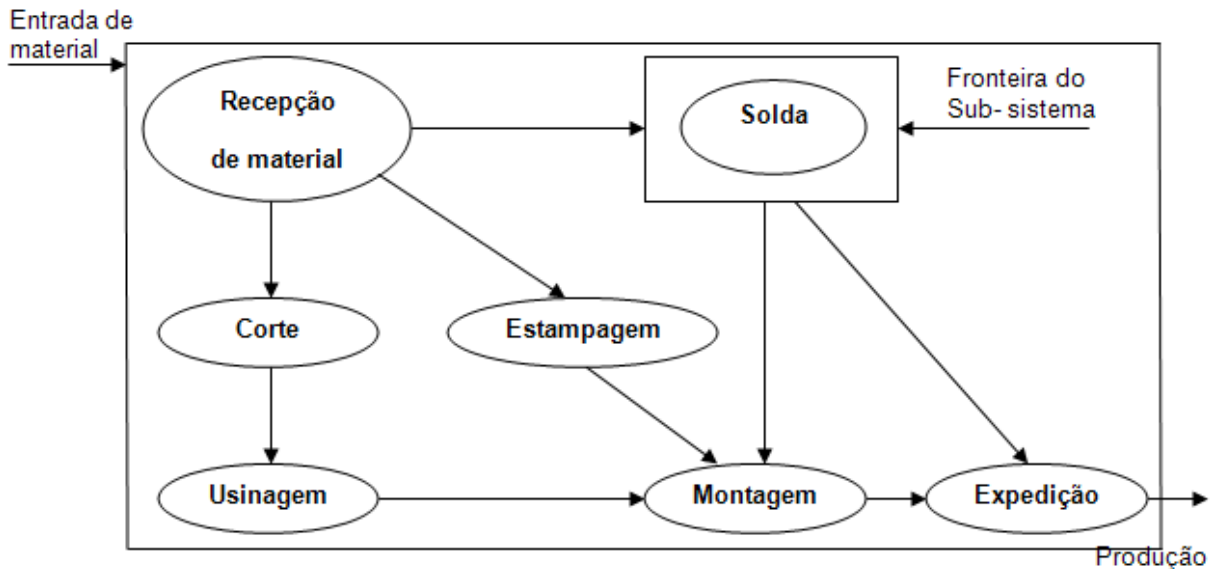 Entrada de
material
Recepção
de material
Solda
Fronteira do
Sub- sistema
Corte
Estampagem
Usinagem
Montagem
Expedição
Produção